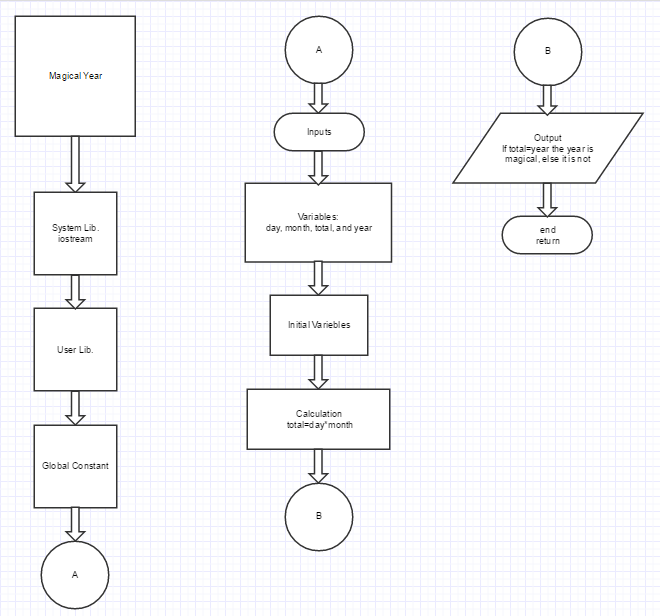 Magical Year
System Lib.
iostream
User Lib.
Global Constant
A
A
Inputs
Variables:
day, month, total, and year
Initial Variebles
Calculation
total=day*month
B
B
Output
If total=year the year is
magical, else it is not
end
return